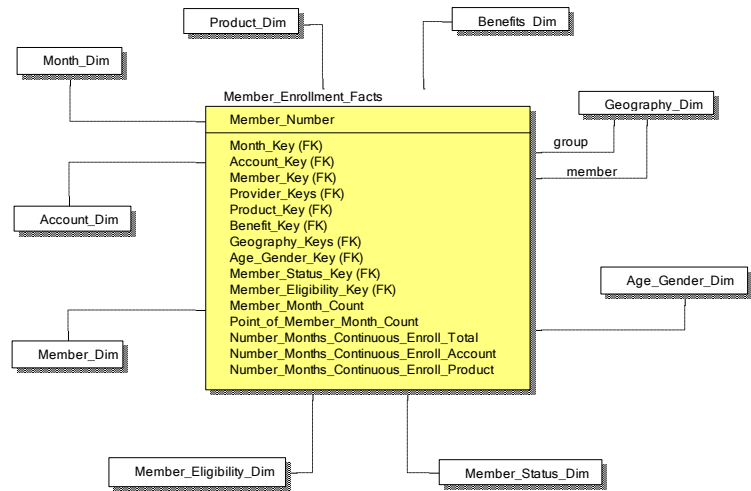 Product_Dim
Benefits_Dim
Month_Dim
Member_Enrollment_Facts
Geography_Dim
Member_Number
group
member
Month_Key (FK)
Account_Key (FK)
Member_Key (FK)
Provider_Keys (FK)
Product_Key (FK)
Benefit_Key (FK)
Geography_Keys (FK)
Age_Gender_Key (FK)
Member_Status_Key (FK)
Member_Eligibility_Key (FK)
Member_Month_Count
Point_of_Member_Month_Count
Number_Months_Continuous_Enroll_Total
Number_Months_Continuous_Enroll_Account
Number_Months_Continuous_Enroll_Product
Account_Dim
Age_Gender_Dim
Member_Dim
Member_Eligibility_Dim
Member_Status_Dim